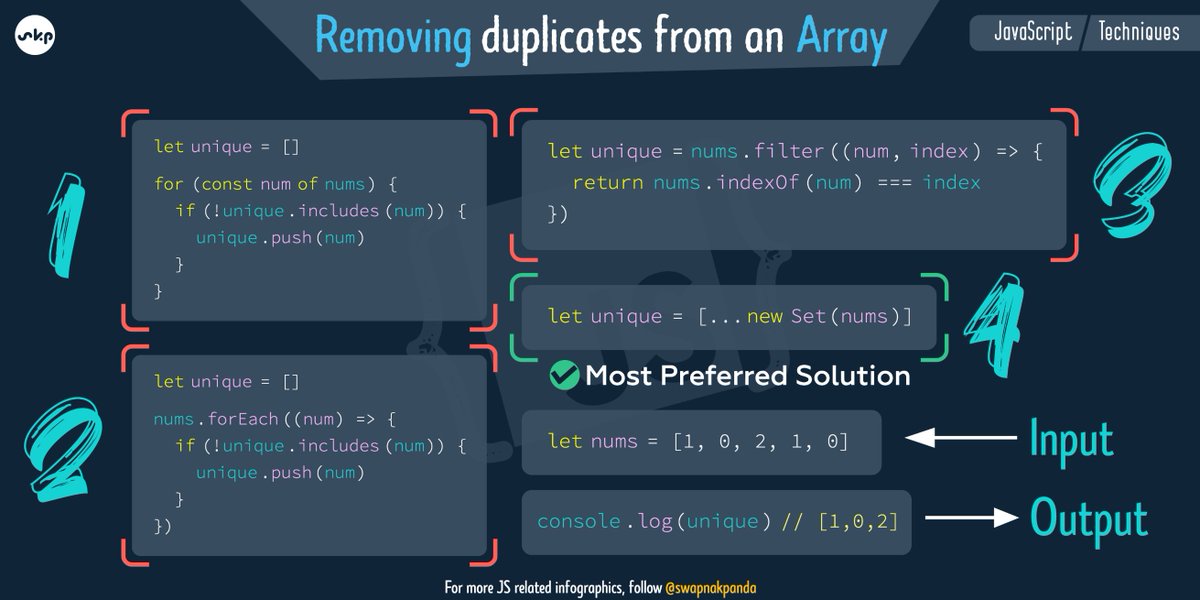 skp
Removing duplicates from an Array
JavaScript
Techniques
1
let unique = []
for (const num of nums) {
if (!unique.includes(num)) {
unique.push(num)
}
}
2
let unique = []
nums.forEach((num) => {
if (!unique.includes(num)) {
unique.push(num)
}
})
3
let unique = nums.filter((num, index) => {
return nums.indexOf(num) === index
})
4
let unique = [...new Set(nums)]
Most Preferred Solution
let nums = [1, 0, 2, 1, 0]
Input
console.log(unique) // [1,0,2]
Output
For more JS related infographics, follow @swapnakpanda